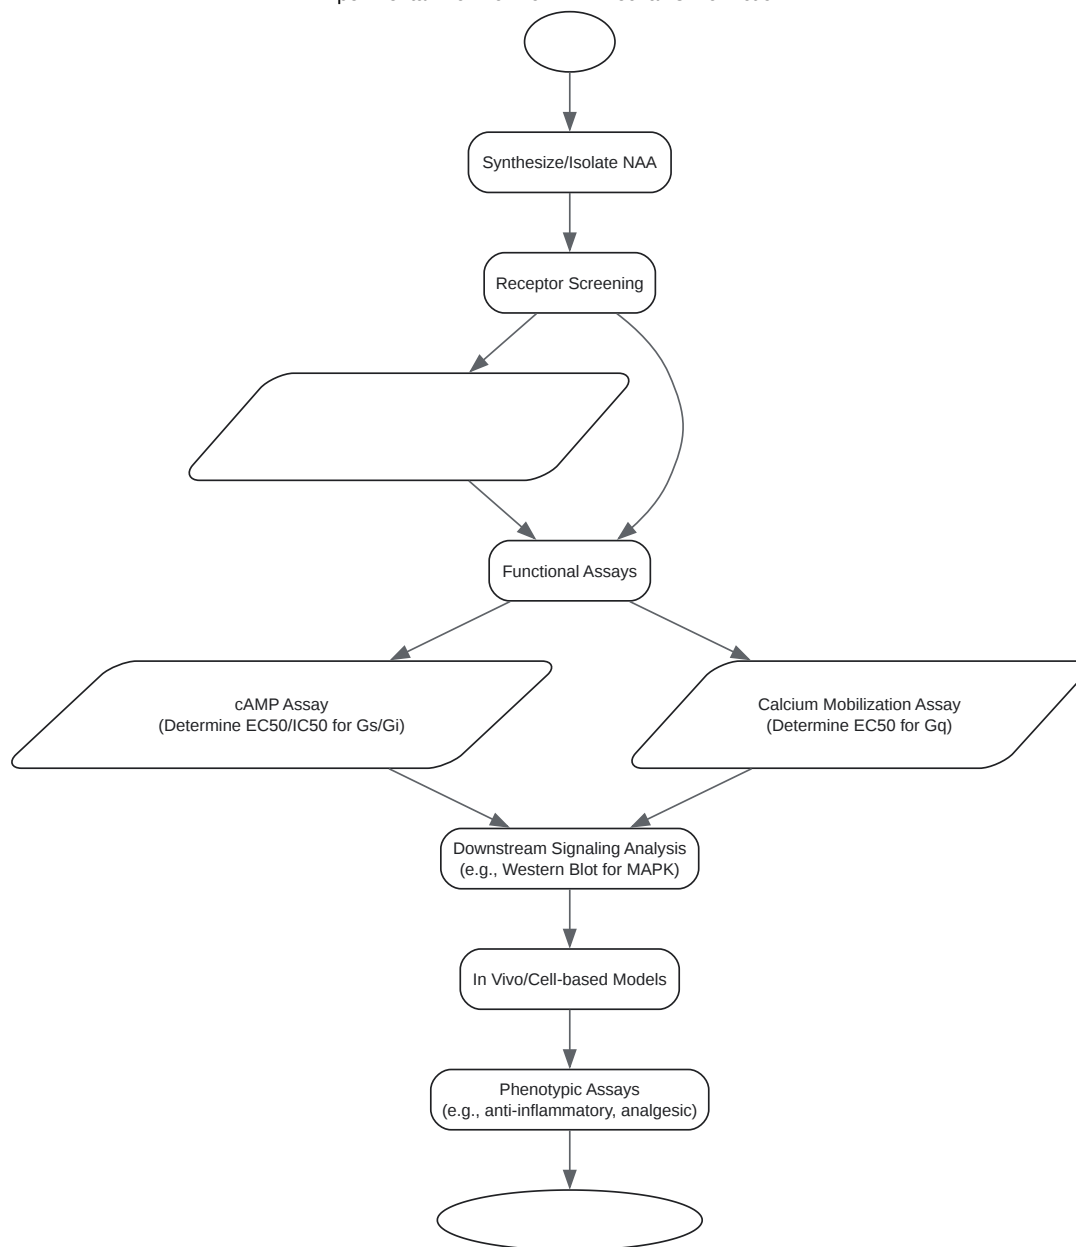 Synthesize/Isolate NAA
Receptor Screening
Functional Assays
cAMP Assay
(Determine EC50/IC50 for Gs/Gi)
Calcium Mobilization Assay
(Determine EC50 for Gq)
Downstream Signaling Analysis
(e.g., Western Blot for MAPK)
In Vivo/Cell-based Models
Phenotypic Assays
(e.g., anti-inflammatory, analgesic)